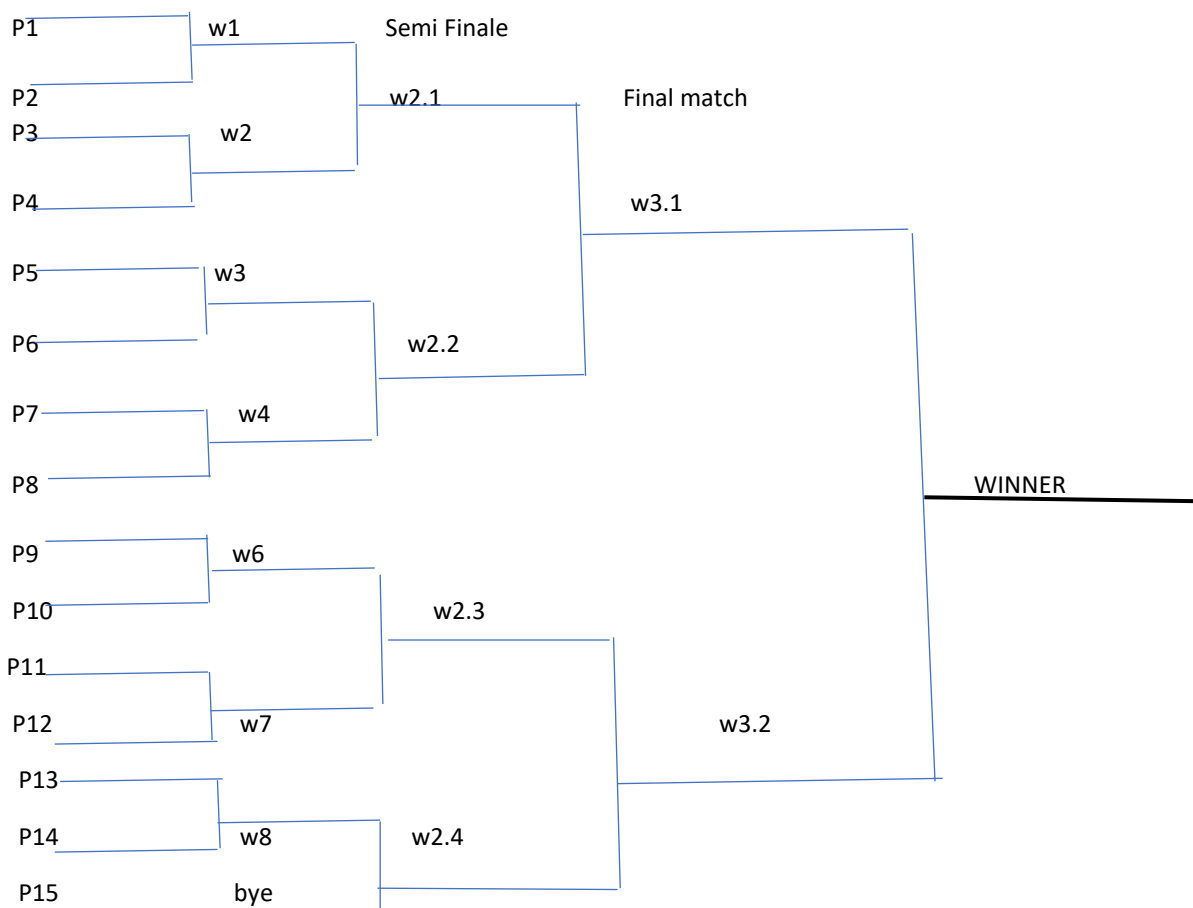 P1 w1 Semi Finale
P2 w2.1 Final match
P3 w2
P4 w3.1
P5 w3
P6 w2.2
P7 w4
P8 WINNER
P9 w6
P10 w2.3
P11
P12 w7 w3.2
P13
P14 w8 w2.4
P15 bye